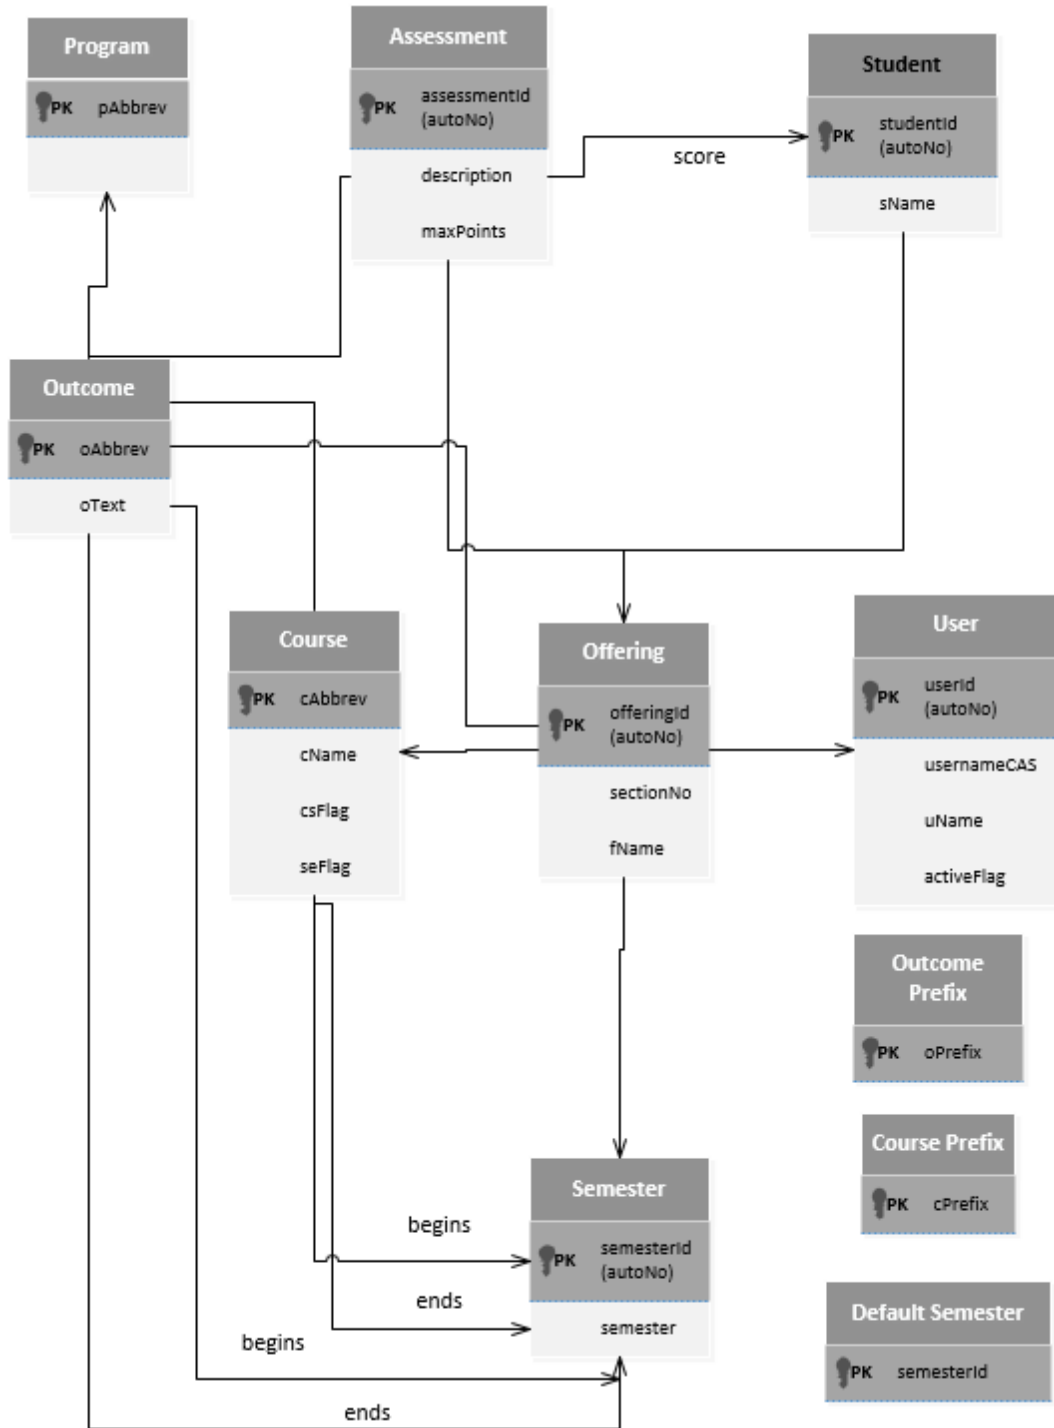 Program
PK pAbbrev
Assessment
PK assessmentId
(autoNo)
description
maxPoints
Student
PK studentId
(autoNo)
sName
score
Outcome
PK oAbbrev
oText
Course
PK cAbbrev
cName
csFlag
seFlag
Offering
PK offeringId
(autoNo)
sectionNo
fName
User
PK userId
(autoNo)
usernameCAS
uName
activeFlag
Outcome
Prefix
PK oPrefix
Course Prefix
PK cPrefix
Semester
PK semesterId
(autoNo)
semester
begins
ends
begins
ends
Default Semester
PK semesterId